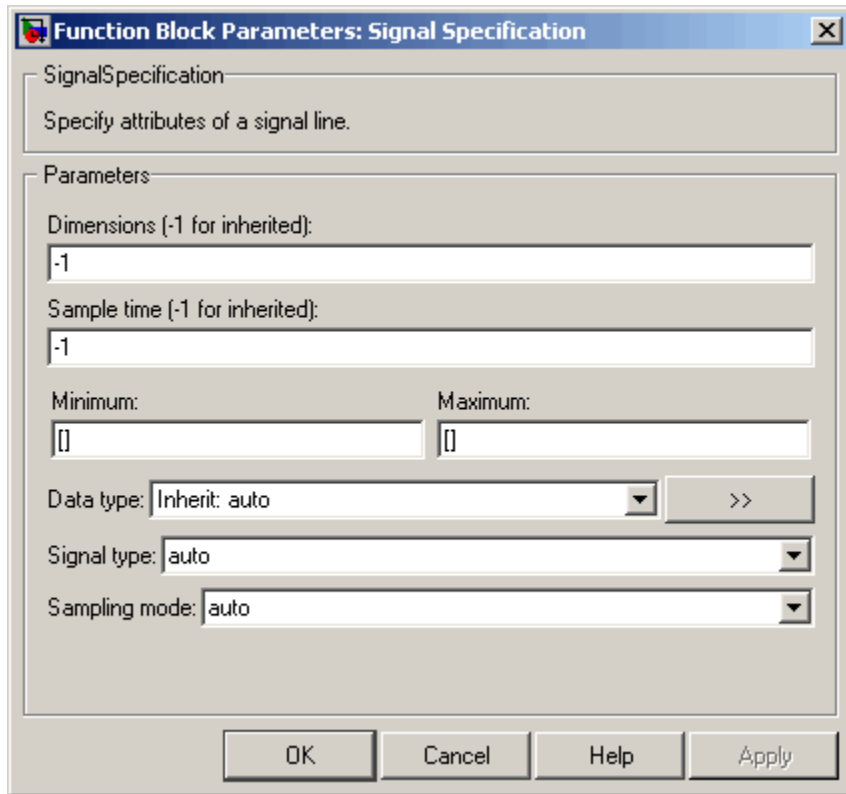 Function Block Parameters: Signal Specification
SignalSpecification
Specify attributes of a signal line.
Parameters
Dimensions (-1 for inherited):
-1
Sample time (-1 for inherited):
-1
Minimum: Maximum:
[] []
Data type: Inherit: auto >>
Signal type: auto
Sampling mode: auto
OK Cancel Help Apply